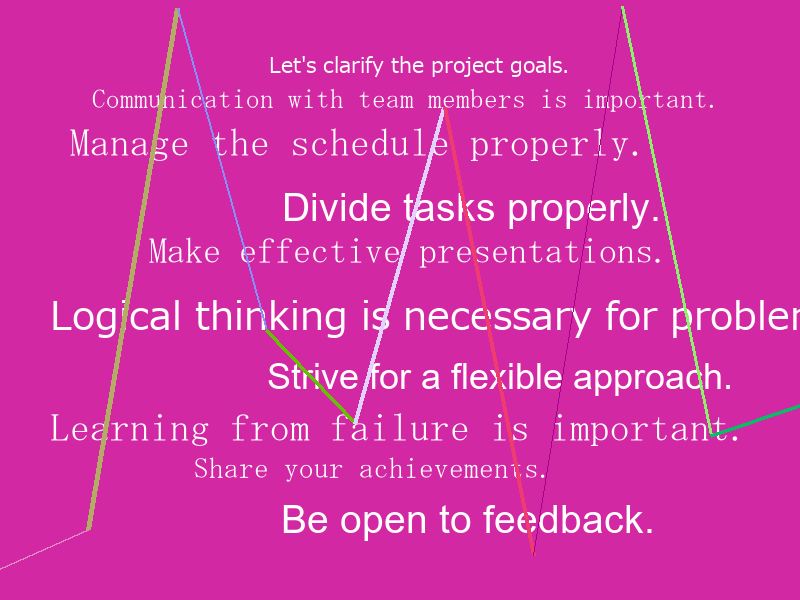 Let's clarify the project goals.
Communication with team members is important.
Manage the schedule properly.
Divide tasks properly.
Make effective presentations.
Logical thinking is necessary for
Strive for a flexible approach.
Learning from failure is important.
Share your achievements.
Be open to feedback.